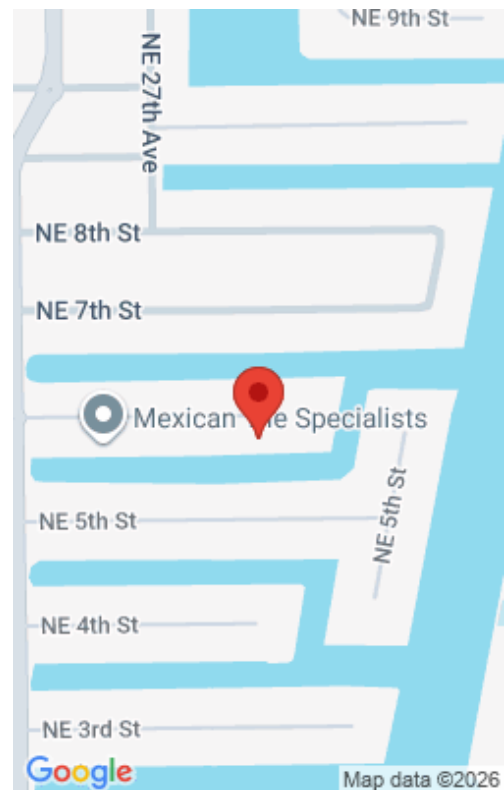 NE 9th St
NE 27th Ave
NE 8th St
NE 7th St
Mexican Specialists
NE 5th St
NE 5th St
NE 4th St
NE 3rd St
Google
Map data ©2026